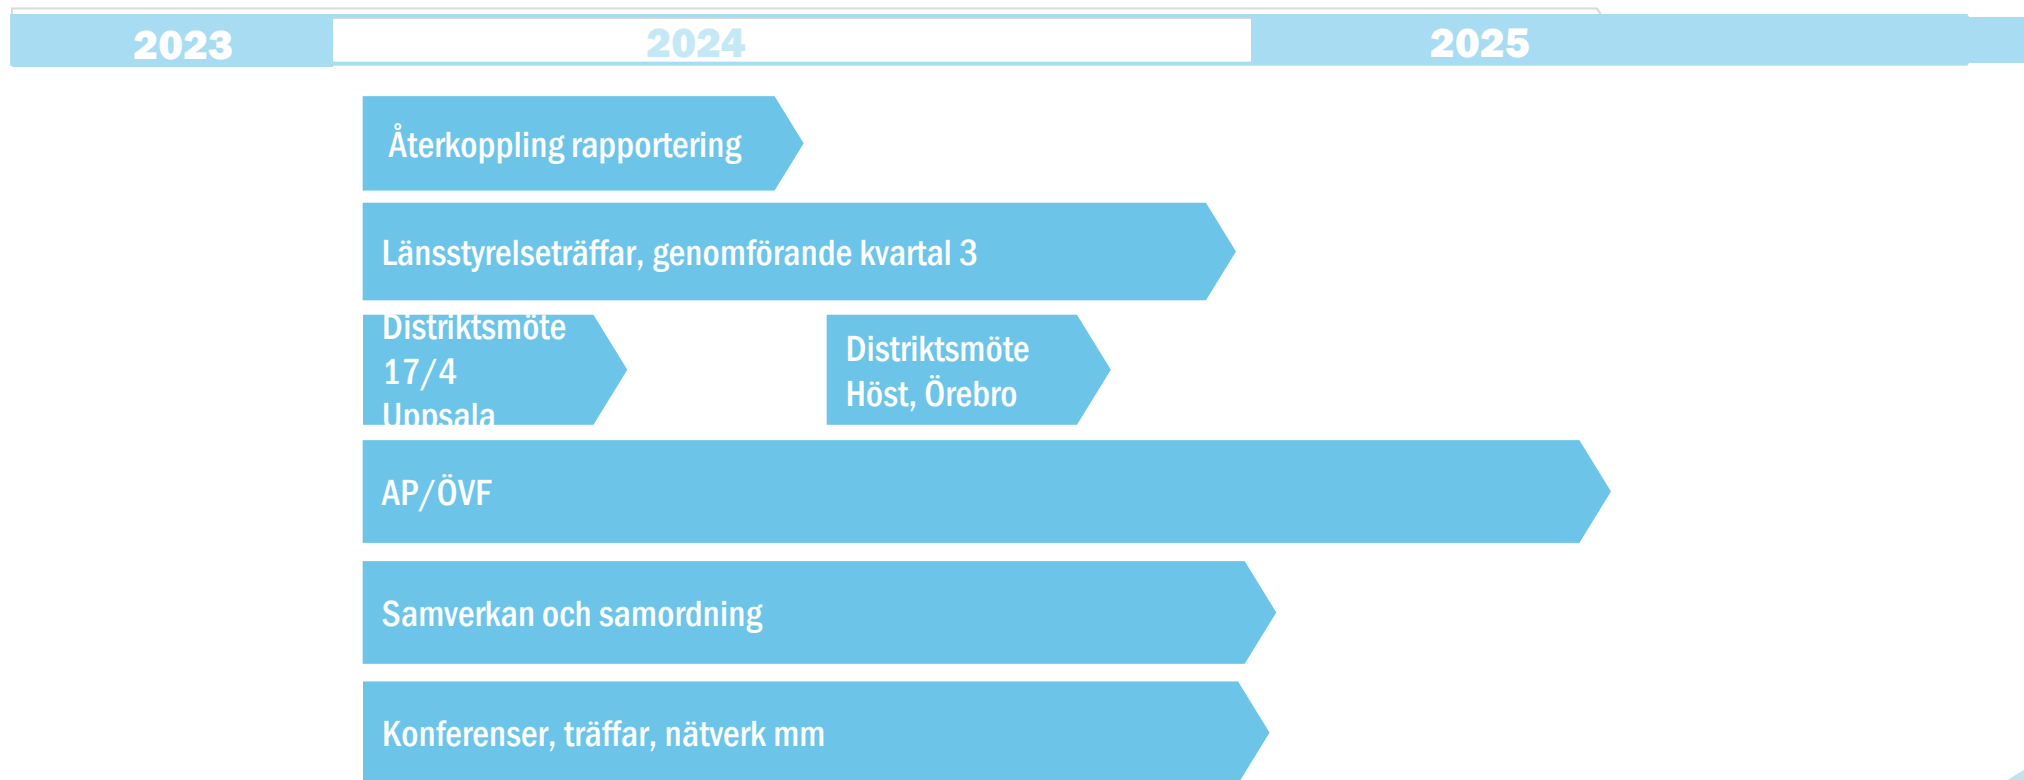 2023
2024
2025
Återkoppling rapportering
Länsstyrelseträffar, genomförande kvartal 3
Distriktsmöte
17/4
Uppsala
Distriktsmöte
Höst, Örebro
AP/ÖVF
Samverkan och samordning
Konferenser, träffar, nätverk mm